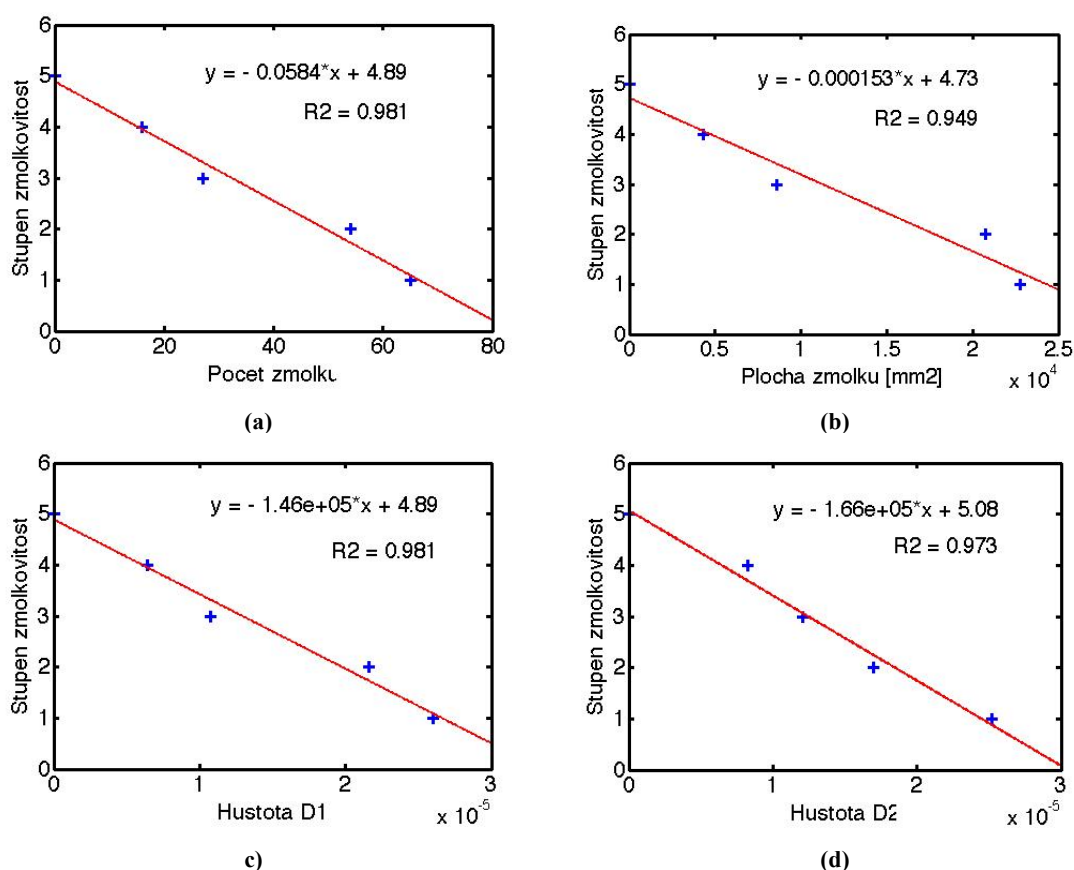 6
5
4
3
2
1
0
Stupen zmolkovitost
y = - 0.0584*x + 4.89
R2 = 0.981
0 20 40 60 80
Pocet zmolku
(a)
6
5
4
3
2
1
0
Stupen zmolkovitost
y = - 0.000153*x + 4.73
R2 = 0.949
0 0.5 1 1.5 2 2.5
Plocha zmolku [mm2]
x 10⁴
(b)
6
5
4
3
2
1
0
Stupen zmolkovitost
y = - 1.46e+05*x + 4.89
R2 = 0.981
0 1 2 3
Hustota D1
x 10⁻⁵
c)
6
5
4
3
2
1
0
Stupen zmolkovitost
y = - 1.66e+05*x + 5.08
R2 = 0.973
0 1 2 3
Hustota D2
x 10⁻⁵
(d)